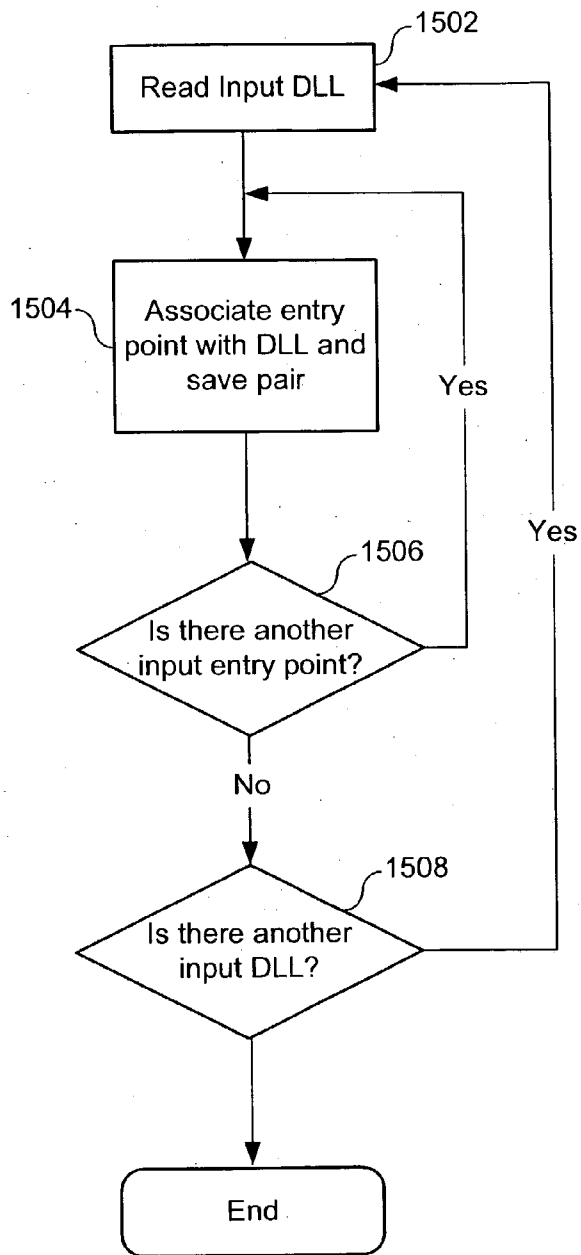 1502
Read Input DLL
1504
Associate entry
point with DLL and
save pair
Yes
Yes
1506
Is there another
input entry point?
No
1508
Is there another
input DLL?
End